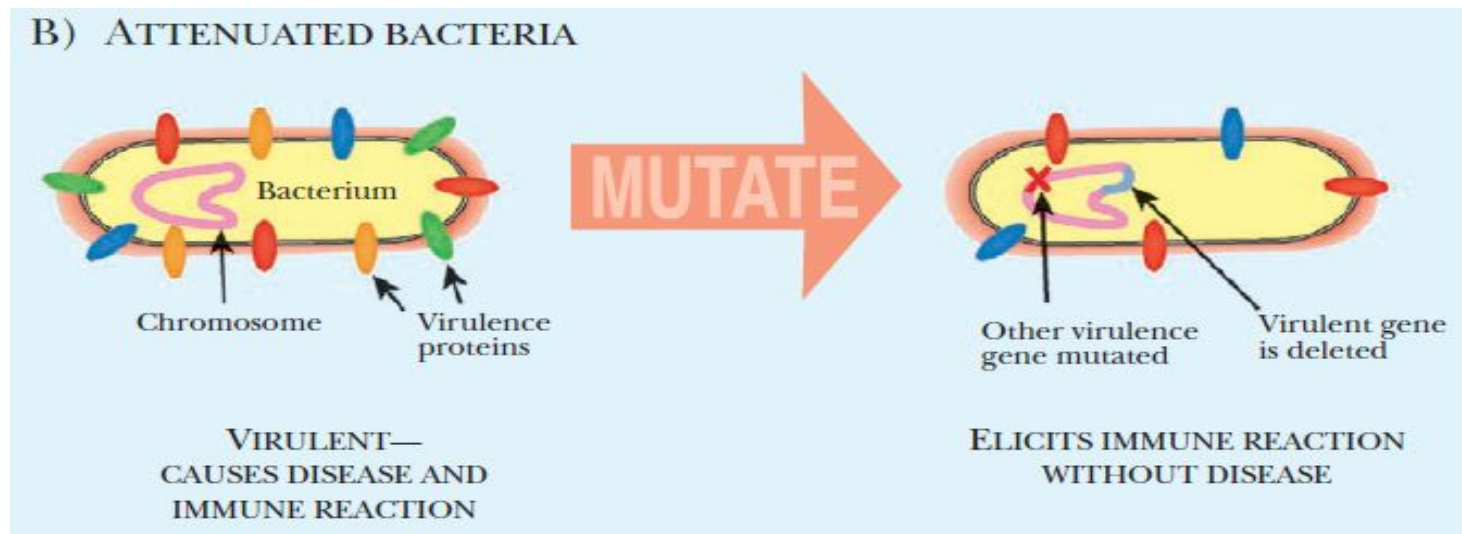 B) ATTENUATED BACTERIA
Bacterium
MUTATE
Chromosome
Virulence
proteins
Other virulence
gene mutated
Virulent gene
is deleted
VIRULENT—
CAUSES DISEASE AND
IMMUNE REACTION
ELICITS IMMUNE REACTION
WITHOUT DISEASE